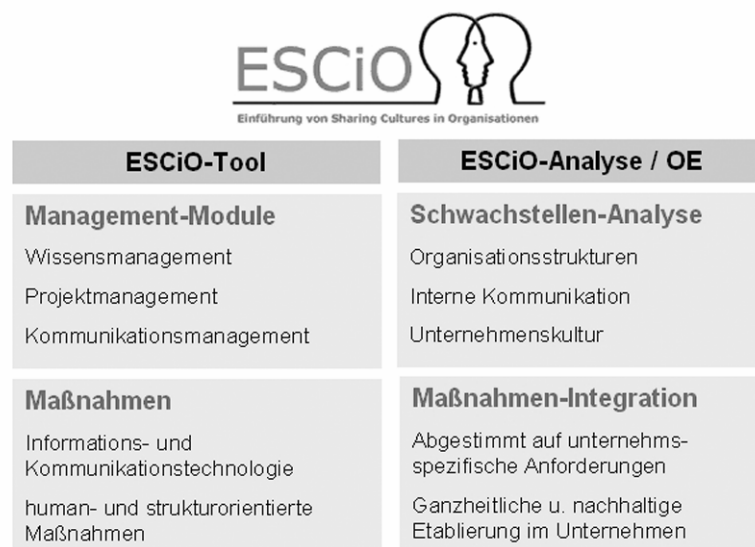 ESCiO
Einführung von Sharing Cultures in Organisationen
ESCiO-Tool
Management-Module
Wissensmanagement
Projektmanagement
Kommunikationsmanagement
Maßnahmen
Informations- und
Kommunikationstechnologie
human- und strukturorientierte
Maßnahmen
ESCiO-Analyse / OE
Schwachstellen-Analyse
Organisationsstrukturen
Interne Kommunikation
Unternehmenskultur
Maßnahmen-Integration
Abgestimmt auf unternehms-
spezifische Anforderungen
Ganzheitliche u. nachhaltige
Etablierung im Unternehmen